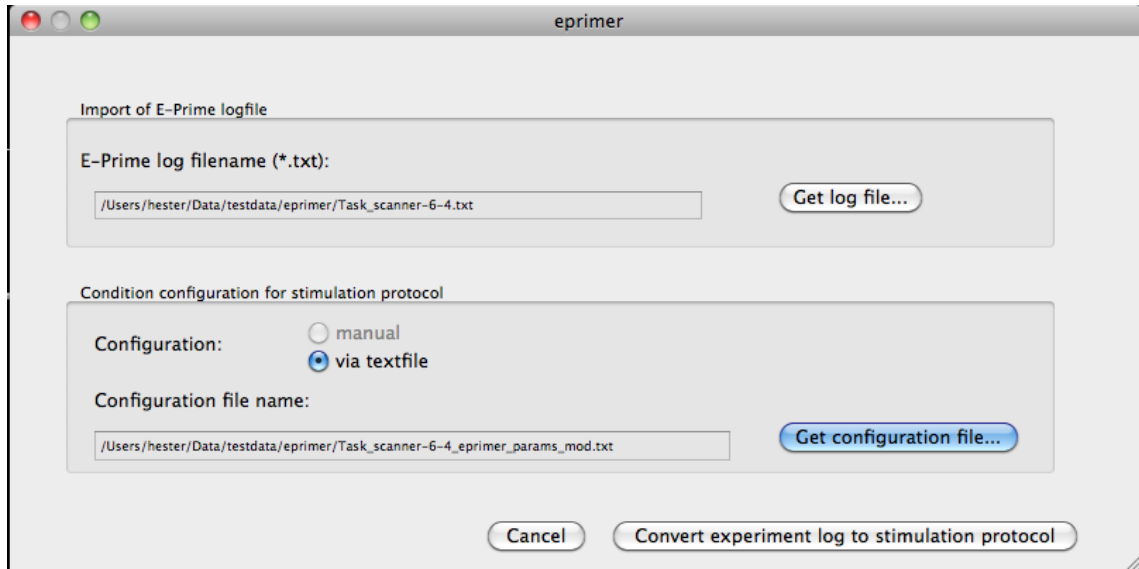 eprimer
Import of E-Prime logfile
E-Prime log filename (*.txt):
/Users/hester/Data/testdata/eprimer/Task_scanner-6-4.txt
Get log file...
Condition configuration for stimulation protocol
Configuration:
manual
via textfile
Configuration file name:
/Users/hester/Data/testdata/eprimer/Task_scanner-6-4_eprimer_params_mod.txt
Get configuration file...
Cancel
Convert experiment log to stimulation protocol